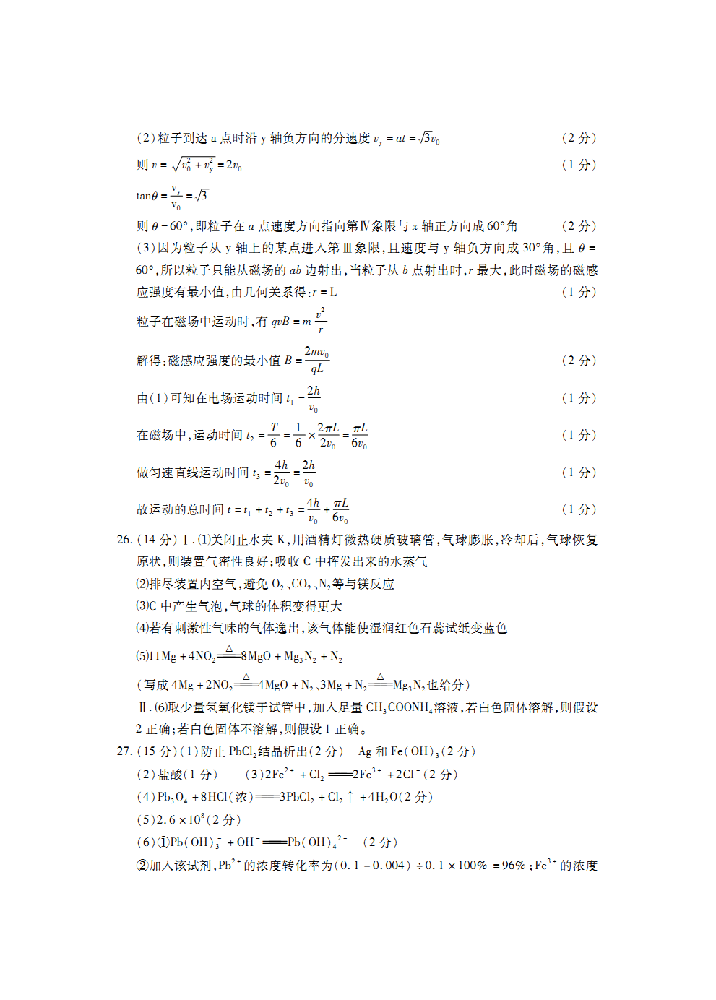 (2)粒子到达 a 点时沿 y 轴负方向的分速度 v_y = at = √3v₀ (2 分)
则 v = √(v₀² + v_y²) = 2v₀ (1 分)
tanθ = v_y/v₀ = √3
则 θ = 60°,即粒子在 a 点速度方向指向第Ⅳ象限与 x 轴正方向成 60°角 (2 分)
(3)因为粒子从 y 轴上的某点进入第Ⅲ象限,且速度与 y 轴负方向成 30°角,且 θ =
60°,所以粒子只能从磁场的 ab 边射出,当粒子从 b 点射出时,r 最大,此时磁场的磁感
应强度有最小值,由几何关系得:r = L (1 分)
粒子在磁场中运动时,有 qvB = m v²/r
解得:磁感应强度的最小值 B = 2mv₀/qL (2 分)
由(1)可知在电场运动时间 t₁ = 2h/v₀ (1 分)
在磁场中,运动时间 t₂ = T/6 = 1/6 × 2πL/2v₀ = πL/6v₀ (1 分)
做匀速直线运动时间 t₃ = 4h/2v₀ = 2h/v₀ (1 分)
故运动的总时间 t = t₁ + t₂ + t₃ = 4h/v₀ + πL/6v₀ (1 分)
26. (14 分) Ⅰ. ⑴关闭止水夹 K,用酒精灯微热硬质玻璃管,气球膨胀,冷却后,气球恢复
原状,则装置气密性良好;吸收 C 中挥发出来的水蒸气
⑵排尽装置内空气,避免 O₂、CO₂、N₂等与镁反应
⑶C 中产生气泡,气球的体积变得更大
⑷若有刺激性气味的气体逸出,该气体能使湿润红色石蕊试纸变蓝色
⑸11Mg + 4NO₂ ≜ 8MgO + Mg₃N₂ + N₂
(写成 4Mg + 2NO₂ ≜ 4MgO + N₂、3Mg + N₂ ≜ Mg₃N₂也给分)
Ⅱ. ⑹取少量氢氧化镁于试管中,加入足量 CH₃COONH₄溶液,若白色固体溶解,则假设
2 正确;若白色固体不溶解,则假设 1 正确。
27. (15 分)(1)防止 PbCl₂结晶析出(2 分) Ag 和 Fe(OH)₃(2 分)
(2)盐酸(1 分) (3)2Fe²⁺ + Cl₂ ══ 2Fe³⁺ + 2Cl⁻(2 分)
(4)Pb₃O₄ + 8HCl(浓) ══ 3PbCl₂ + Cl₂↑ + 4H₂O(2 分)
(5)2.6 × 10⁸(2 分)
(6)①Pb(OH)₃⁻ + OH⁻ ══ Pb(OH)₄²⁻ (2 分)
②加入该试剂,Pb²⁺的浓度转化率为(0.1 − 0.004) ÷ 0.1 × 100% = 96%;Fe³⁺的浓度